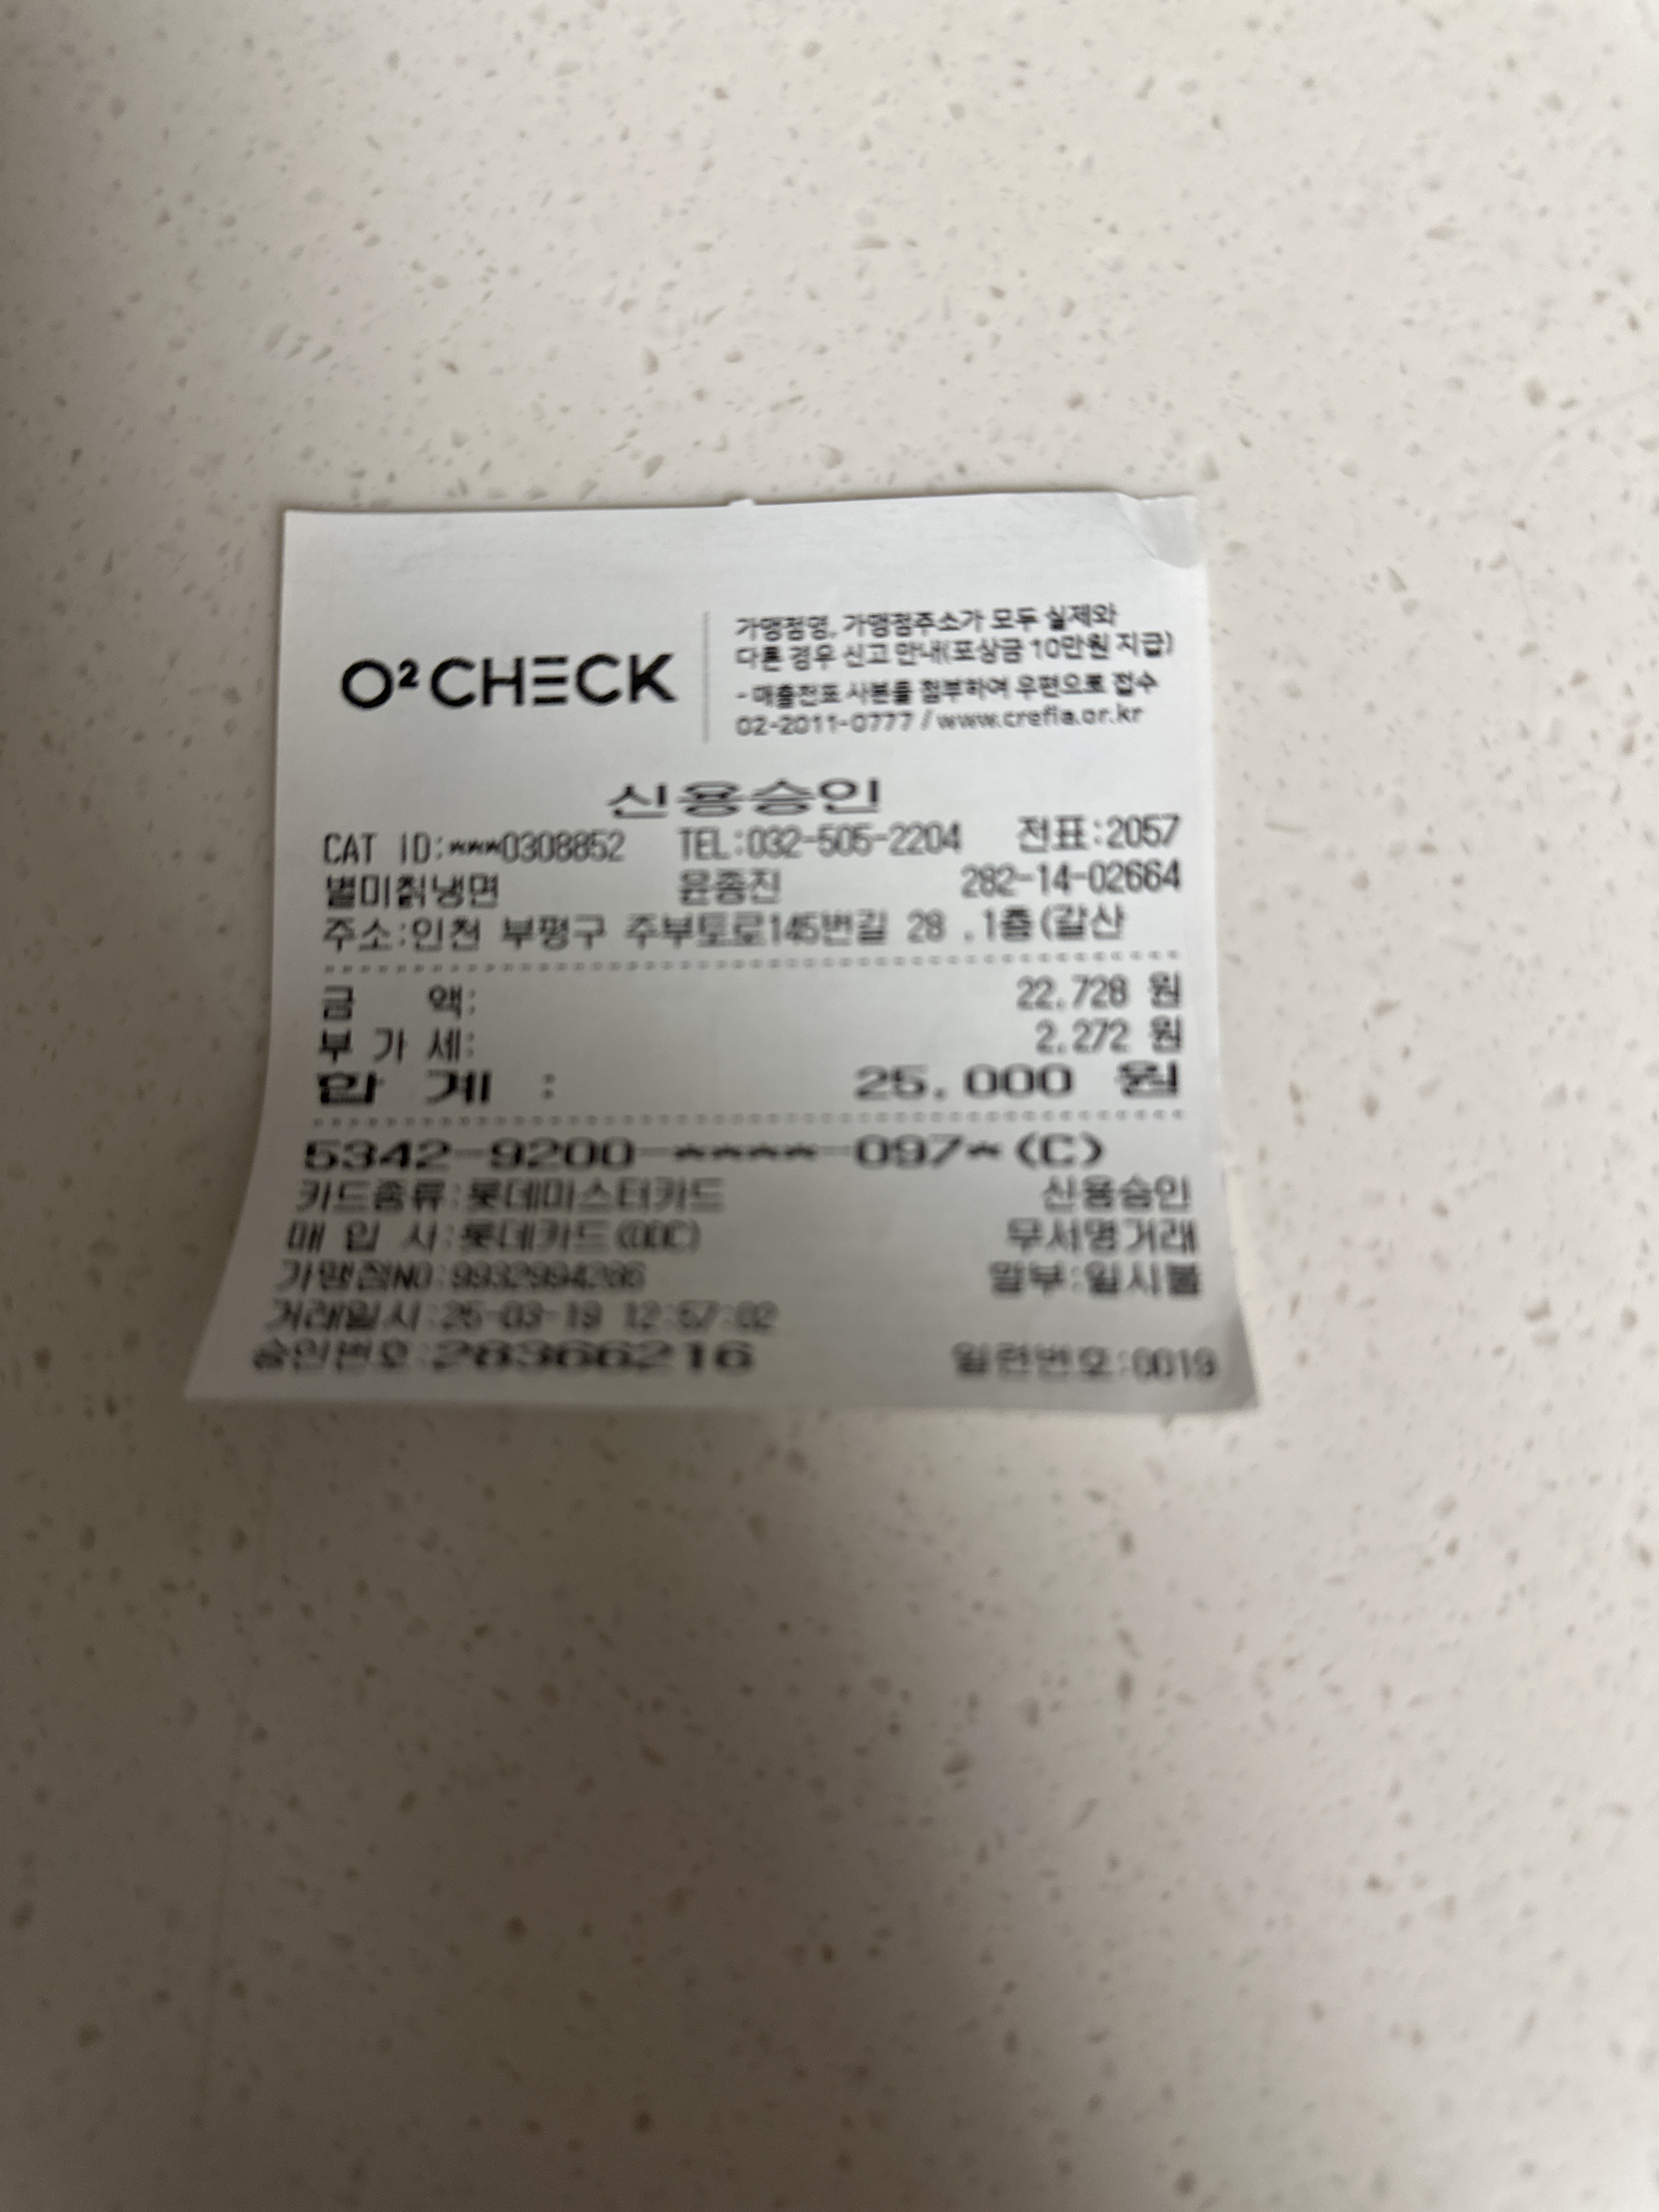 O²CHECK
가맹점명, 가맹점주소가 모두 실제와
다른 경우 신고 안내(포상금 10만원 지급)
- 매출전표 사본을 첨부하여 우편으로 접수
02-2011-0777 / www.crefia.or.kr
신용승인
CAT ID:***0308852 TEL:032-505-2204 전표:2057
별미칡냉면 윤종진 282-14-02664
주소:인천 부평구 주부토로145번길 28 ,1층(갈산
금 액: 22,728 원
부 가 세: 2,272 원
합 계 : 25,000 원
5342-9200-****-097*(C)
카드종류:롯데마스터카드 신용승인
매 입 사:롯데카드(DDC) 무서명거래
가맹점NO:9932994286 할부:일시불
거래일시:25-03-19 12:57:02
승인번호:28366216 일련번호:0019